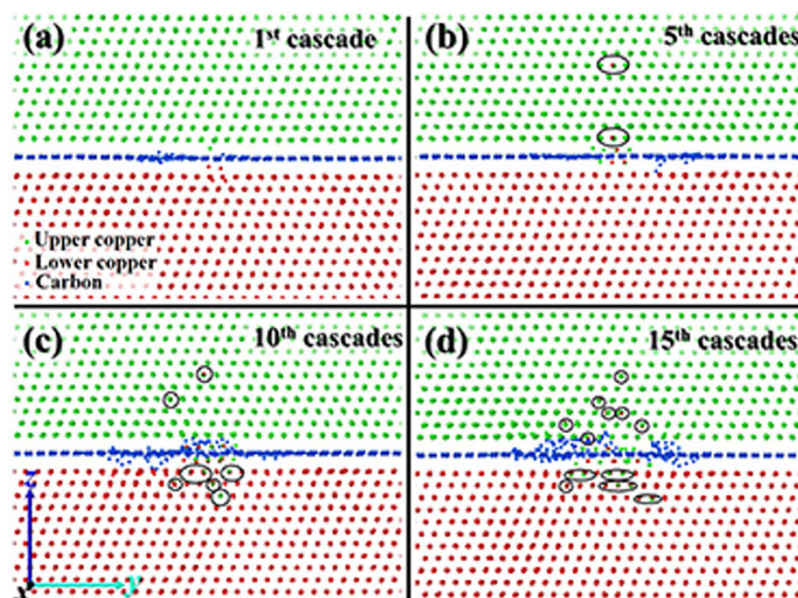 (a) 1st cascade
(b) 5th cascades
Upper copper
Lower copper
Carbon
(c) 10th cascades
(d) 15th cascades
z
x y